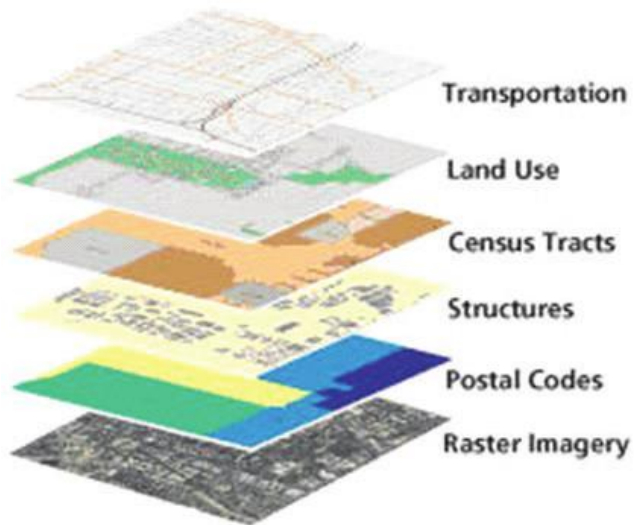 Transportation
Land Use
Census Tracts
Structures
Postal Codes
Raster Imagery